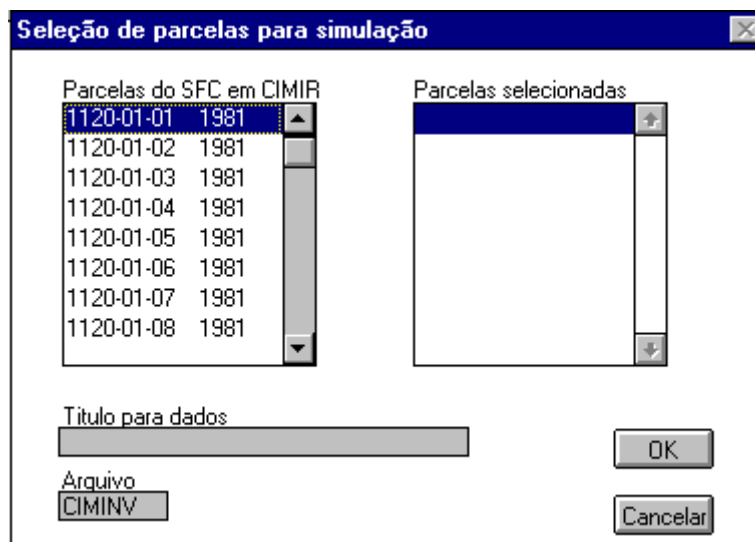 Seleção de parcelas para simulação
Parcelas do SFC em CIMIR
1120-01-01 1981
1120-01-02 1981
1120-01-03 1981
1120-01-04 1981
1120-01-05 1981
1120-01-06 1981
1120-01-07 1981
1120-01-08 1981
Parcelas selecionadas
Titulo para dados
Arquivo
CIMINV
OK
Cancelar